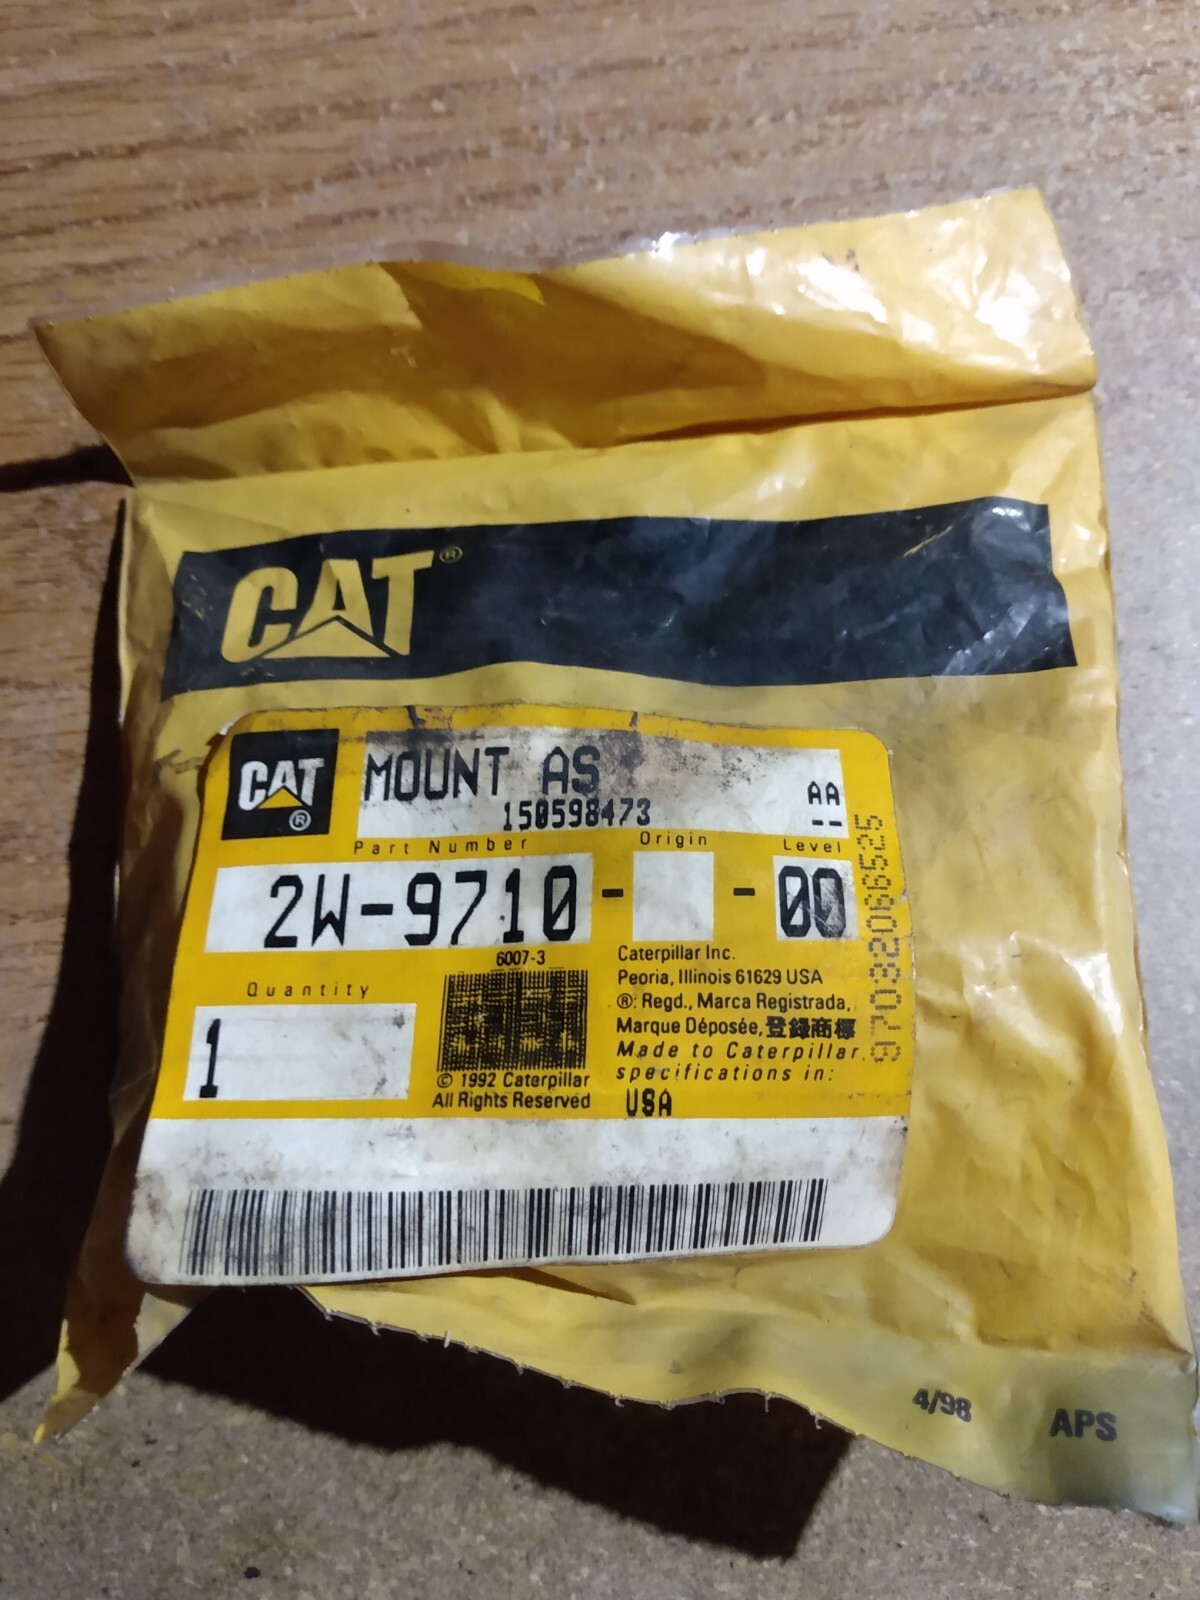 CAT®
CAT®
MOUNT AS
150598473
AA
--
Part Number
Origin
Level
2W-9710-
-00
6007-3
Quantity
1
© 1992 Caterpillar
All Rights Reserved
Caterpillar Inc.
Peoria, Illinois 61629 USA
®: Regd., Marca Registrada,
Marque Déposée, 登録商標
Made to Caterpillar
specifications in:
USA
4/98
APS